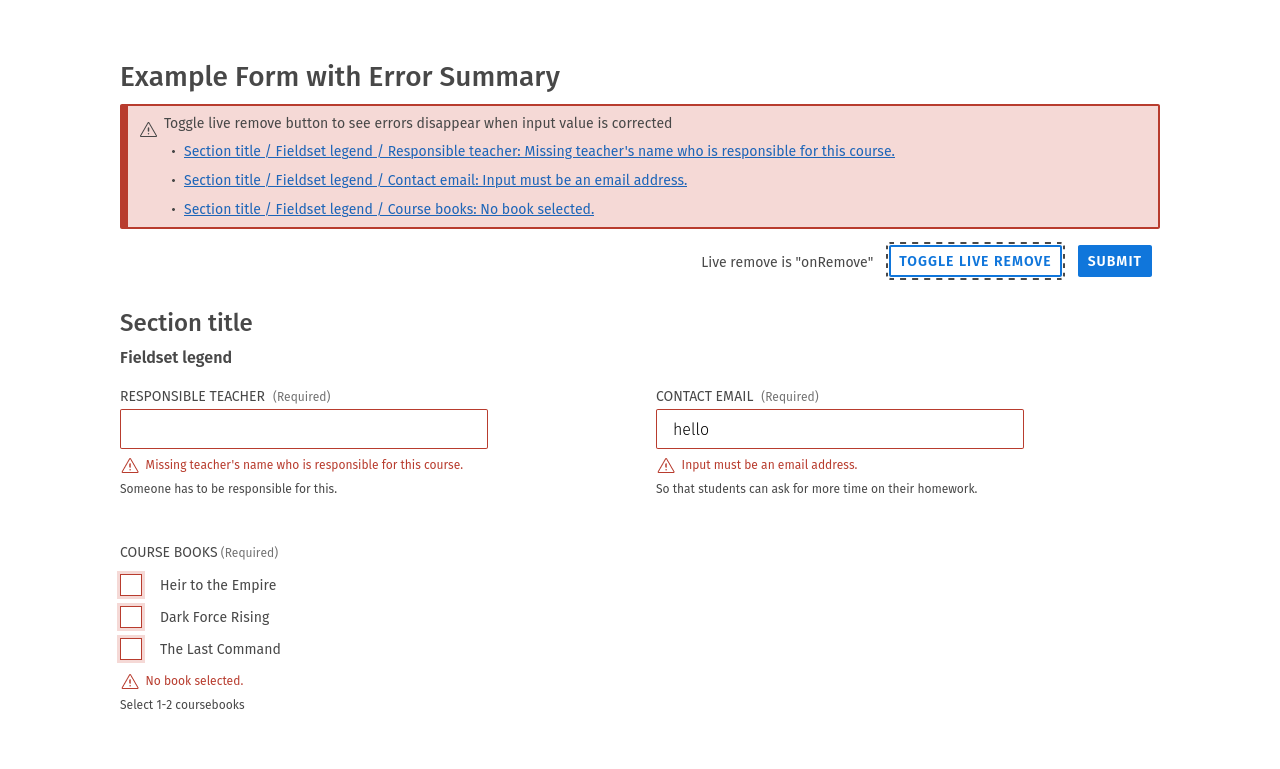 Example Form with Error Summary
Toggle live remove button to see errors disappear when input value is corrected
• Section title / Fieldset legend / Responsible teacher: Missing teacher's name who is responsible for this course.
• Section title / Fieldset legend / Contact email: Input must be an email address.
• Section title / Fieldset legend / Course books: No book selected.
Live remove is "onRemove" TOGGLE LIVE REMOVE SUBMIT
Section title
Fieldset legend
RESPONSIBLE TEACHER (Required)
Missing teacher's name who is responsible for this course.
Someone has to be responsible for this.
CONTACT EMAIL (Required)
hello
Input must be an email address.
So that students can ask for more time on their homework.
COURSE BOOKS (Required)
Heir to the Empire
Dark Force Rising
The Last Command
No book selected.
Select 1-2 coursebooks